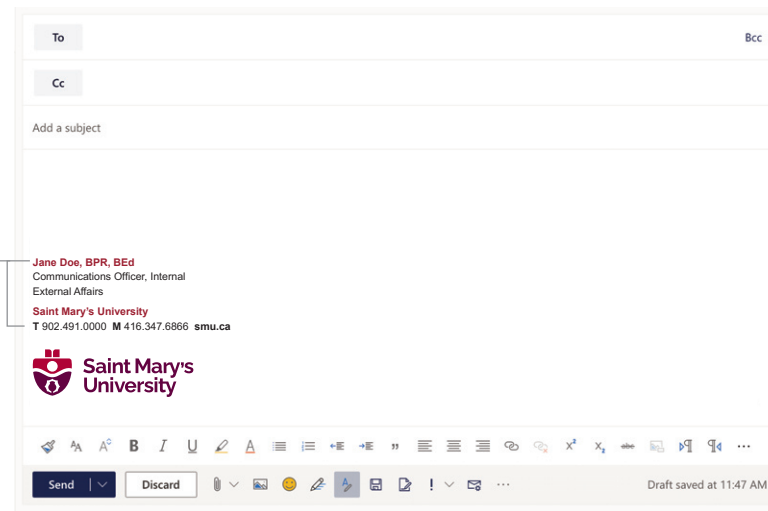 To
Bcc
Cc
Add a subject
Jane Doe, BPR, BEd
Communications Officer, Internal
External Affairs
Saint Mary's University
T 902.491.0000 M 416.347.6866 smu.ca
Saint Mary's
University
Send
Discard
Draft saved at 11:47 AM